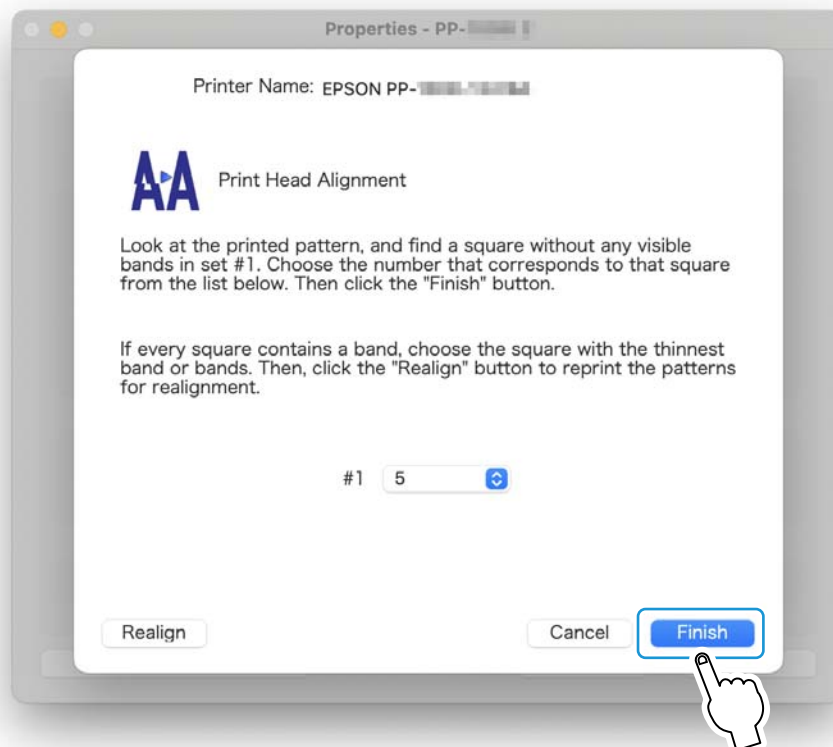 Properties - PP-
Printer Name: EPSON PP-
Print Head Alignment
Look at the printed pattern, and find a square without any visible
bands in set #1. Choose the number that corresponds to that square
from the list below. Then click the "Finish" button.
If every square contains a band, choose the square with the thinnest
band or bands. Then, click the "Realign" button to reprint the patterns
for realignment.
#1 5
Realign Cancel Finish